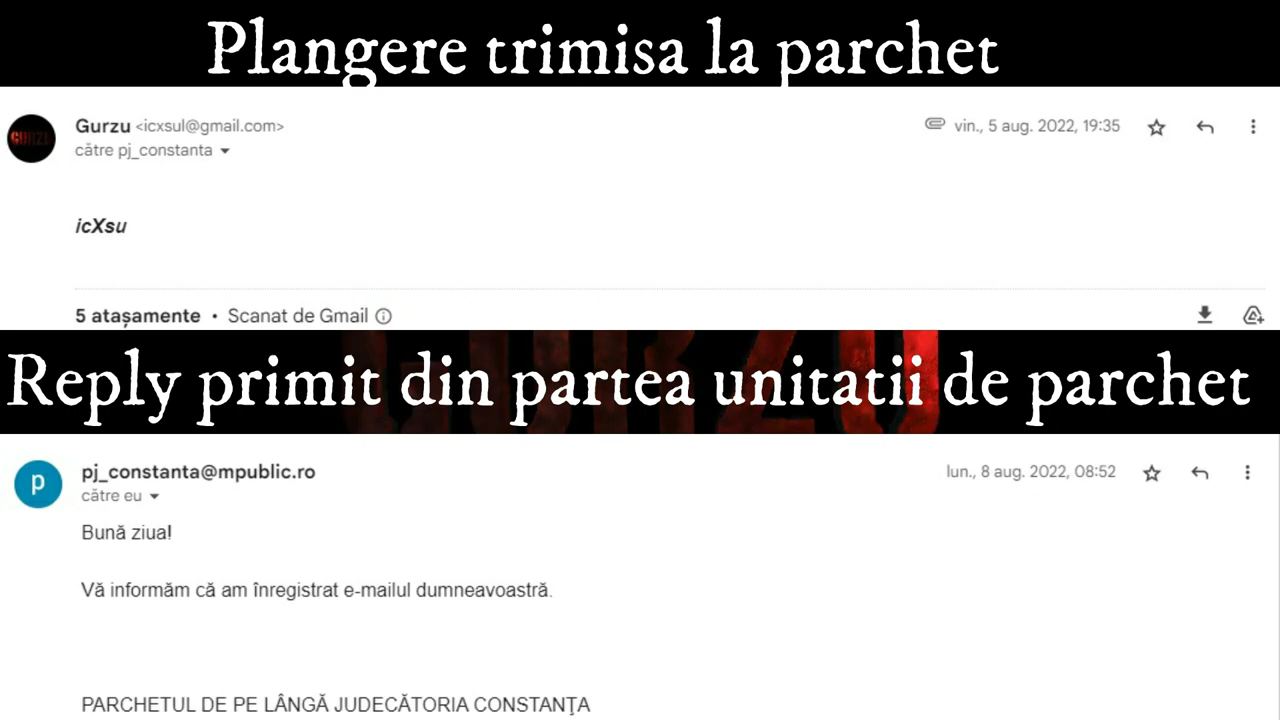 Plangere trimisa la parchet
GURZU
Gurzu <icxsul@gmail.com>
vin., 5 aug. 2022, 19:35
către pj_constanta
icXsu
5 atașamente • Scanat de Gmail
GURZU
Reply primit din partea unitatii de parchet
p
pj_constanta@mpublic.ro
lun., 8 aug. 2022, 08:52
către eu
Bună ziua!
Vă informăm că am înregistrat e-mailul dumneavoastră.
PARCHETUL DE PE LÂNGĂ JUDECĂTORIA CONSTANŢA